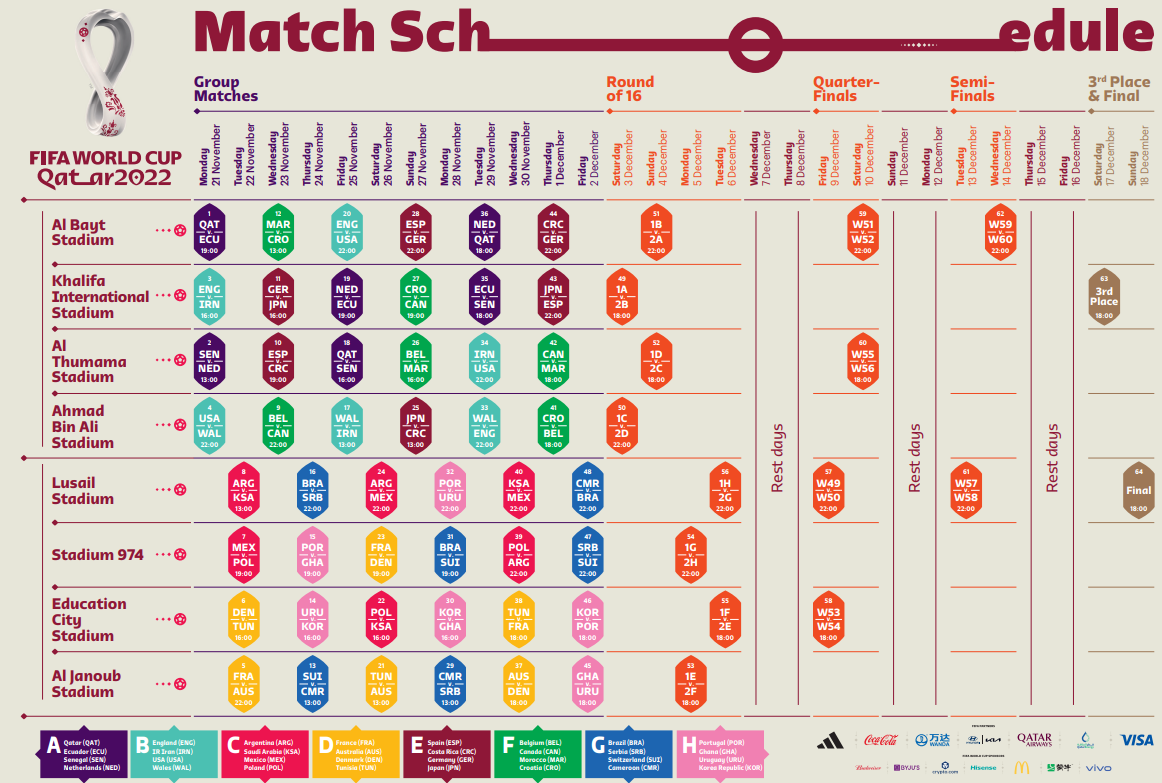 Match Schedule
FIFA WORLD CUP
Qatar2022
Group Matches
Round of 16
Quarter-Finals
Semi-Finals
3rd Place & Final
Monday 21 November
Tuesday 22 November
Wednesday 23 November
Tuesday 24 November
Friday 25 November
Saturday 26 November
Sunday 27 November
Monday 28 November
Tuesday 29 November
Wednesday 30 November
Thursday 1 December
Friday 2 December
Saturday 3 December
Sunday 4 December
Monday 5 December
Tuesday 6 December
Wednesday 7 December
Thursday 8 December
Friday 9 December
Saturday 10 December
Sunday 11 December
Monday 12 December
Tuesday 13 December
Wednesday 14 December
Thursday 15 December
Friday 16 December
Saturday 17 December
Sunday 18 December
Al Bayt Stadium
1 QAT v. ECU 19:00
12 MAR v. CRO 13:00
20 ENG v. USA 22:00
28 ESP v. GER 22:00
36 NED v. QAT 18:00
44 CRC v. GER 22:00
51 1B v. 2A 22:00
59 W51 v. W52 22:00
62 W59 v. W60 22:00
Khalifa International Stadium
3 ENG v. IRN 16:00
11 GER v. JPN 16:00
19 NED v. ECU 19:00
27 CRO v. CAN 19:00
35 ECU v. SEN 18:00
43 JPN v. ESP 22:00
49 1A v. 2B 18:00
63 3rd Place 18:00
Al Thumama Stadium
2 SEN v. NED 13:00
10 ESP v. CRC 19:00
18 QAT v. SEN 16:00
26 BEL v. MAR 16:00
34 IRN v. USA 22:00
42 CAN v. MAR 18:00
52 1D v. 2C 18:00
60 W55 v. W56 18:00
Ahmad Bin Ali Stadium
4 USA v. WAL 22:00
9 BEL v. CAN 22:00
17 WAL v. IRN 13:00
25 JPN v. CRC 13:00
33 WAL v. ENG 22:00
41 CRO v. BEL 18:00
50 1C v. 2D 22:00
Lusail Stadium
8 ARG v. KSA 13:00
16 BRA v. SRB 22:00
24 ARG v. MEX 22:00
32 POR v. URU 22:00
40 KSA v. MEX 22:00
48 CMR v. BRA 22:00
56 1H v. 2G 22:00
57 W49 v. W50 22:00
61 W57 v. W58 22:00
64 Final 18:00
Stadium 974
7 MEX v. POL 19:00
15 POR v. GHA 19:00
23 FRA v. DEN 19:00
31 BRA v. SUI 19:00
39 POL v. ARG 22:00
47 SRB v. SUI 22:00
54 1G v. 2H 22:00
Education City Stadium
6 DEN v. TUN 16:00
14 URU v. KOR 16:00
22 POL v. KSA 16:00
30 KOR v. GHA 16:00
38 TUN v. FRA 18:00
46 KOR v. POR 18:00
55 1F v. 2E 18:00
58 W53 v. W54 18:00
Al Janoub Stadium
5 FRA v. AUS 22:00
13 SUI v. CMR 13:00
21 TUN v. AUS 13:00
29 CMR v. SRB 13:00
37 AUS v. DEN 18:00
45 GHA v. URU 18:00
53 1E v. 2F 18:00
Rest days
Rest days
Rest days
A
Qatar (QAT)
Ecuador (ECU)
Senegal (SEN)
Netherlands (NED)
B
England (ENG)
IR Iran (IRN)
USA (USA)
Wales (WAL)
C
Argentina (ARG)
Saudi Arabia (KSA)
Mexico (MEX)
Poland (POL)
D
France (FRA)
Australia (AUS)
Denmark (DEN)
Tunisia (TUN)
E
Spain (ESP)
Costa Rica (CRC)
Germany (GER)
Japan (JPN)
F
Belgium (BEL)
Canada (CAN)
Morocco (MAR)
Croatia (CRO)
G
Brazil (BRA)
Serbia (SRB)
Switzerland (SUI)
Cameroon (CMR)
H
Portugal (POR)
Ghana (GHA)
Uruguay (URU)
Korea Republic (KOR)
Coca-Cola
万达
WANDA
KIA
QATAR
AIRWAYS
VISA
Budweiser
BYJU'S
crypto.com
Hisense
蒙牛
vivo